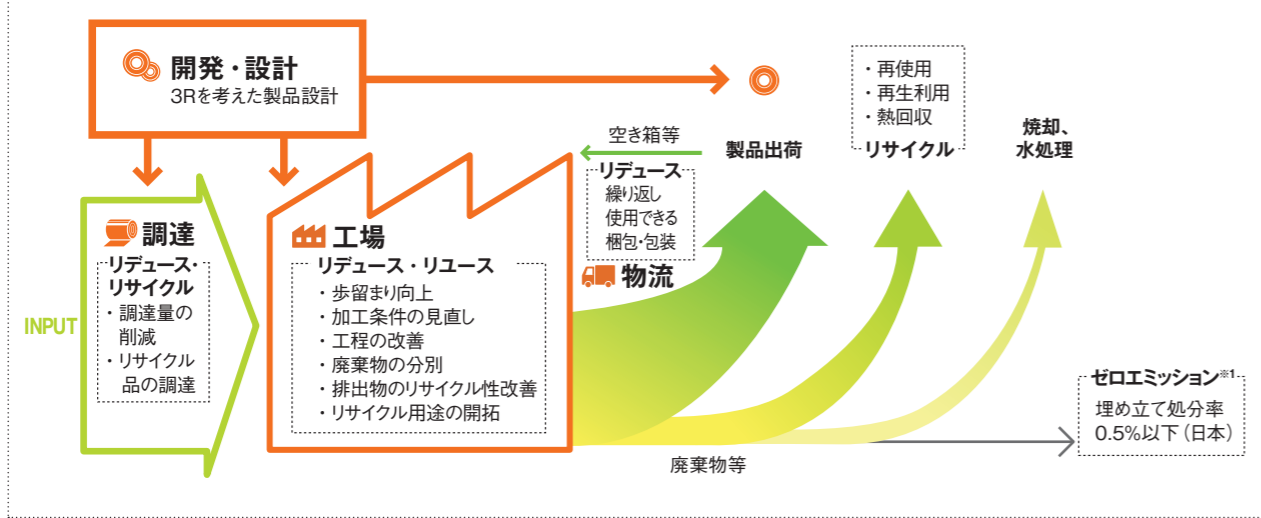 開発・設計
3Rを考えた製品設計
INPUT
調達
リデュース・
リサイクル
・調達量の
削減
・リサイクル
品の調達
工場
リデュース・リユース
・歩留まり向上
・加工条件の見直し
・工程の改善
・廃棄物の分別
・排出物のリサイクル性改善
・リサイクル用途の開拓
空き箱等
リデュース
繰り返し
使用できる
梱包・包装
物流
製品出荷
・再使用
・再生利用
・熱回収
リサイクル
焼却、
水処理
廃棄物等
ゼロエミッション※1
埋め立て処分率
0.5%以下(日本)